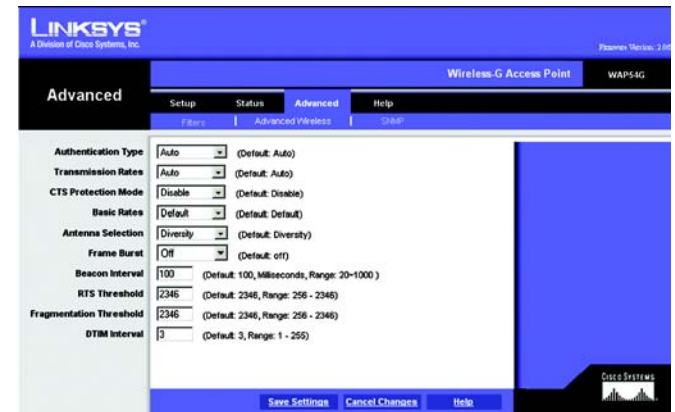 LINKSYS®
A Division of Cisco Systems, Inc.
Firmware Version: 2.08
Wireless-G Access Point WAP54G
Advanced
Setup Status Advanced Help
Filters | Advanced Wireless | SNMP
Authentication Type Auto (Default: Auto)
Transmission Rates Auto (Default: Auto)
CTS Protection Mode Disable (Default: Disable)
Basic Rates Default (Default: Default)
Antenna Selection Diversity (Default: Diversity)
Frame Burst Off (Default: off)
Beacon Interval 100 (Default: 100, Milliseconds, Range: 20~1000 )
RTS Threshold 2346 (Default: 2346, Range: 256 - 2346)
Fragmentation Threshold 2346 (Default: 2346, Range: 256 - 2346)
DTIM Interval 3 (Default: 3, Range: 1 - 255)
Save Settings Cancel Changes Help
CISCO SYSTEMS